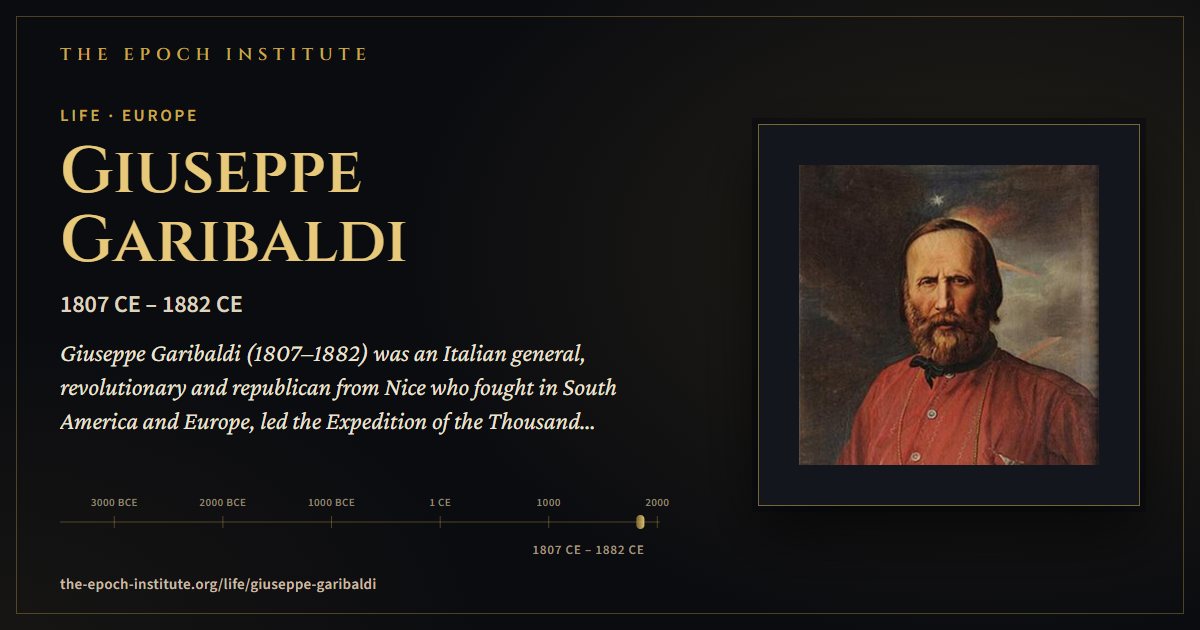 THE EPOCH INSTITUTE
LIFE · EUROPE
GIUSEPPE
GARIBALDI
1807 CE – 1882 CE
Giuseppe Garibaldi (1807–1882) was an Italian general,
revolutionary and republican from Nice who fought in South
America and Europe, led the Expedition of the Thousand...
3000 BCE 2000 BCE 1000 BCE 1 CE 1000 2000
1807 CE – 1882 CE
the-epoch-institute.org/life/giuseppe-garibaldi